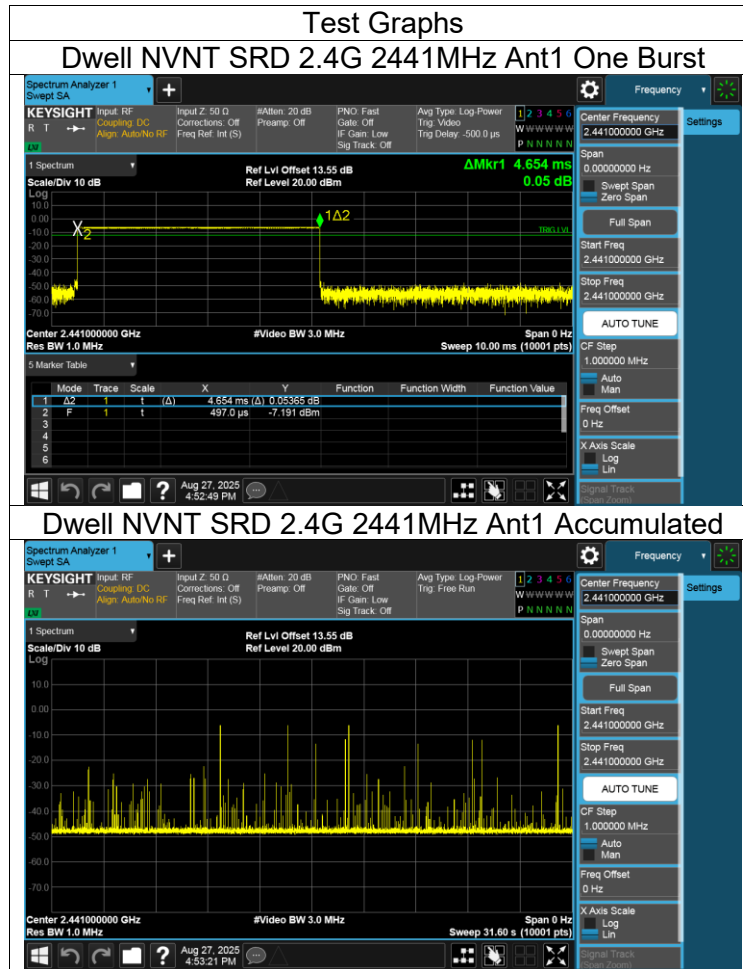 Test Graphs
Dwell NVNT SRD 2.4G 2441MHz Ant1 One Burst
Spectrum Analyzer 1
Swept SA
+
Frequency
KEYSIGHT
R T
LXI
Input: RF
Coupling: DC
Align: Auto/No RF
Input Z: 50 Ω
Corrections: Off
Freq Ref: Int (S)
#Atten: 20 dB
Preamp: Off
PNO: Fast
Gate: Off
IF Gain: Low
Sig Track: Off
Avg Type: Log-Power
Trig: Video
Trig Delay: -500.0 µs
1 2 3 4 5 6
W W W W W W
P N N N N N
Center Frequency
2.441000000 GHz
Settings
1 Spectrum
Scale/Div 10 dB
Log
Ref Lvl Offset 13.55 dB
Ref Level 20.00 dBm
ΔMkr1 4.654 ms
0.05 dB
Span
0.00000000 Hz
Swept Span
Zero Span
Full Span
Start Freq
2.441000000 GHz
Stop Freq
2.441000000 GHz
AUTO TUNE
CF Step
1.000000 MHz
Auto
Man
Freq Offset
0 Hz
X Axis Scale
Log
Lin
Signal Track
(Span Zoom)
10.0
0.00
-10.0
-20.0
-30.0
-40.0
-50.0
-60.0
-70.0
X
2
1Δ2
TRIG LVL
Center 2.441000000 GHz
Res BW 1.0 MHz
#Video BW 3.0 MHz
Span 0 Hz
Sweep 10.00 ms (10001 pts)
5 Marker Table
Mode Trace Scale X Y Function Function Width Function Value
1 Δ2 1 t (Δ) 4.654 ms (Δ) 0.05365 dB
2 F 1 t 497.0 µs -7.191 dBm
3
4
5
6
?
Aug 27, 2025
4:52:49 PM
Dwell NVNT SRD 2.4G 2441MHz Ant1 Accumulated
Spectrum Analyzer 1
Swept SA
+
Frequency
KEYSIGHT
R T
LXI
Input: RF
Coupling: DC
Align: Auto/No RF
Input Z: 50 Ω
Corrections: Off
Freq Ref: Int (S)
#Atten: 20 dB
Preamp: Off
PNO: Fast
Gate: Off
IF Gain: Low
Sig Track: Off
Avg Type: Log-Power
Trig: Free Run
1 2 3 4 5 6
W W W W W W
P N N N N N
Center Frequency
2.441000000 GHz
Settings
1 Spectrum
Scale/Div 10 dB
Log
Ref Lvl Offset 13.55 dB
Ref Level 20.00 dBm
Span
0.00000000 Hz
Swept Span
Zero Span
Full Span
Start Freq
2.441000000 GHz
Stop Freq
2.441000000 GHz
AUTO TUNE
CF Step
1.000000 MHz
Auto
Man
Freq Offset
0 Hz
X Axis Scale
Log
Lin
Signal Track
(Span Zoom)
10.0
0.00
-10.0
-20.0
-30.0
-40.0
-50.0
-60.0
-70.0
Center 2.441000000 GHz
Res BW 1.0 MHz
#Video BW 3.0 MHz
Span 0 Hz
Sweep 31.60 s (10001 pts)
?
Aug 27, 2025
4:53:21 PM